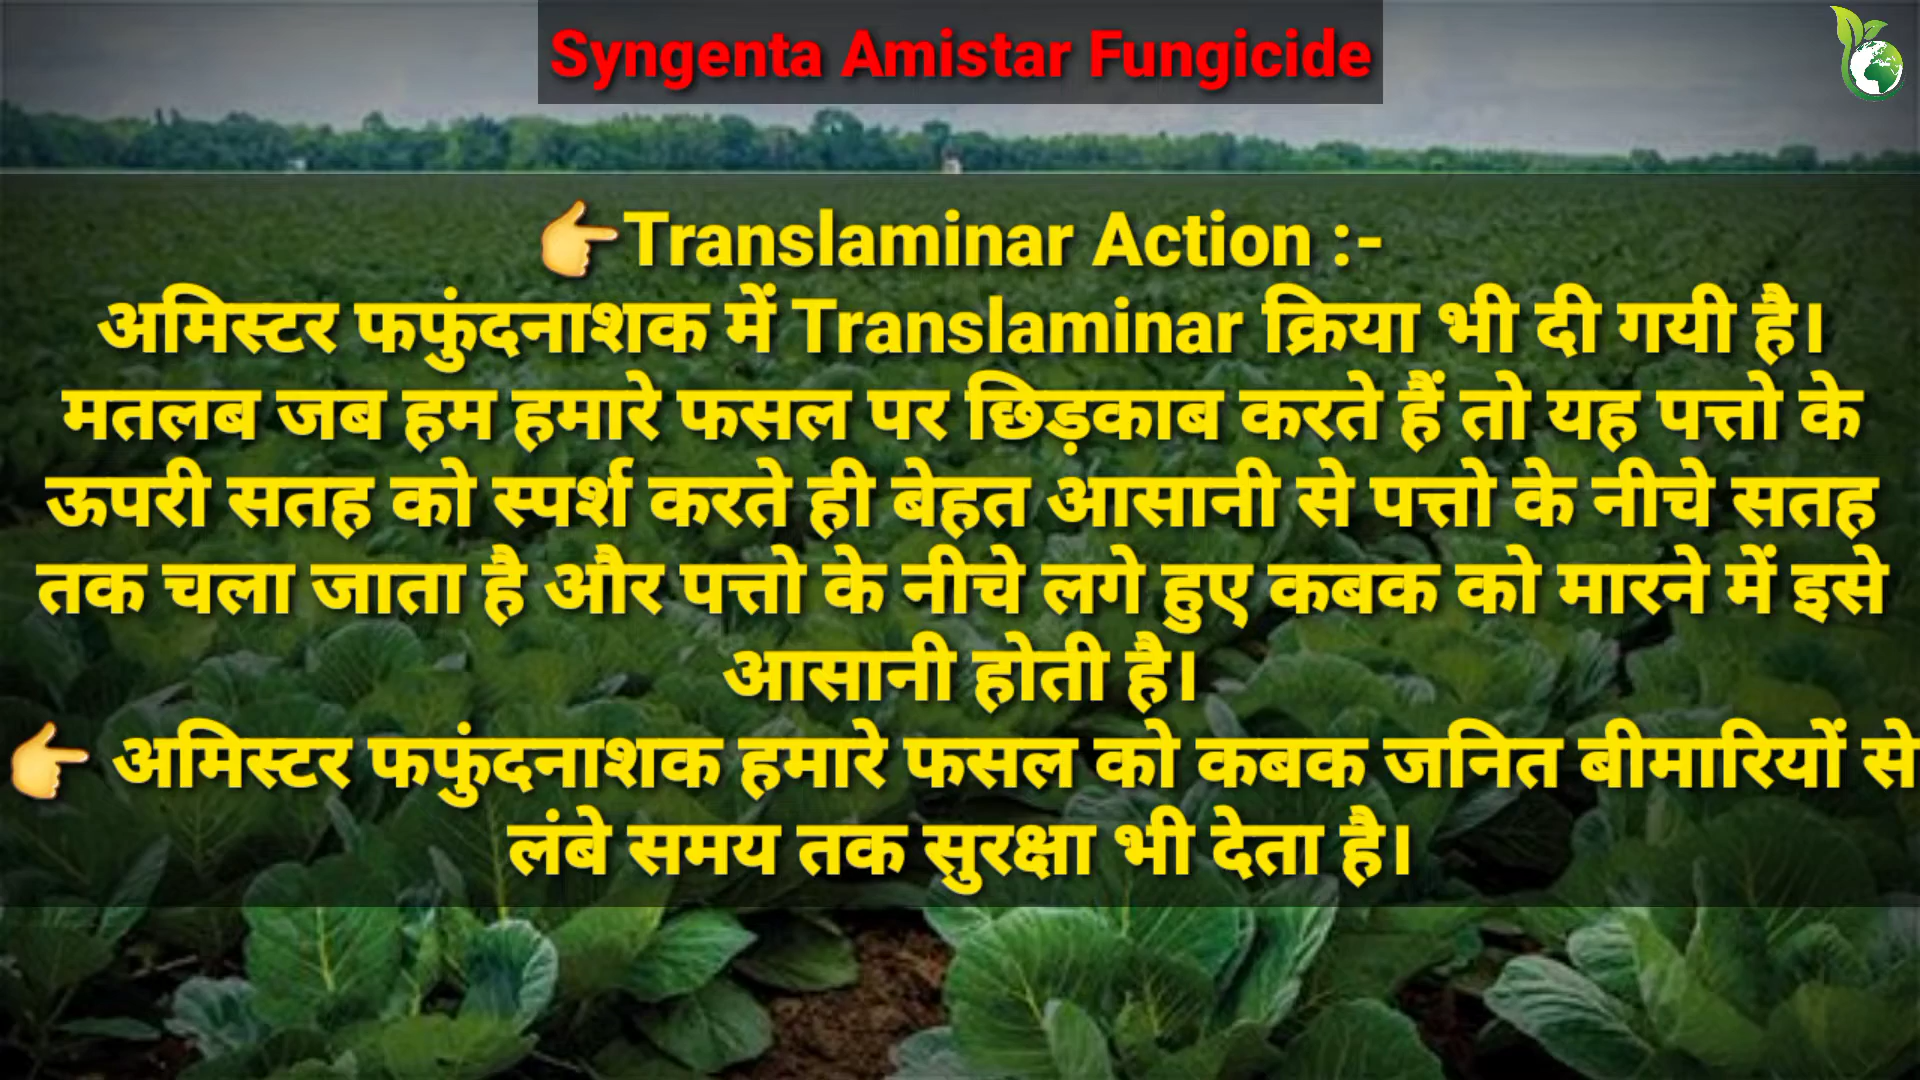 Syngenta Amistar Fungicide
👉Translaminar Action :-
अमिस्टर फफुंदनाशक में Translaminar क्रिया भी दी गयी है।
मतलब जब हम हमारे फसल पर छिड़काब करते हैं तो यह पत्तो के
ऊपरी सतह को स्पर्श करते ही बेहत आसानी से पत्तो के नीचे सतह
तक चला जाता है और पत्तो के नीचे लगे हुए कबक को मारने में इसे
आसानी होती है।
👉 अमिस्टर फफुंदनाशक हमारे फसल को कबक जनित बीमारियों से
लंबे समय तक सुरक्षा भी देता है।